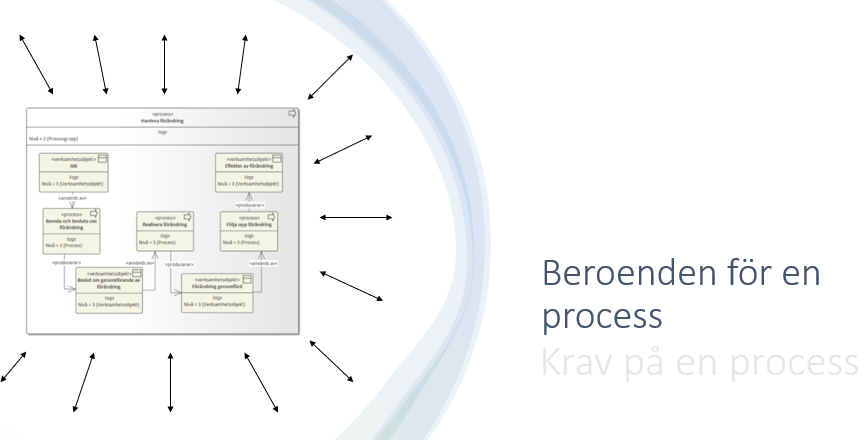 «process»
Hantera förändring
tags
Nivå = 2 (Processgrupp)
«verksamhetsobjekt»
Idé
tags
Nivå = 3 (Verksamhetsobjekt)
«används av»
«process»
Bereda och besluta om
förändring
tags
Nivå = 3 (Process)
«producerar»
«verksamhetsobjekt»
Beslut om genomförande av
förändring
tags
Nivå = 3 (Verksamhetsobjekt)
«används av»
«process»
Realisera förändring
tags
Nivå = 3 (Process)
«producerar»
«verksamhetsobjekt»
Förändring genomförd
tags
Nivå = 3 (Verksamhetsobjekt)
«används av»
«process»
Följa upp förändring
tags
Nivå = 3 (Process)
«producerar»
«verksamhetsobjekt»
Effekter av förändring
tags
Nivå = 3 (Verksamhetsobjekt)
Beroenden för en
process
Krav på en process